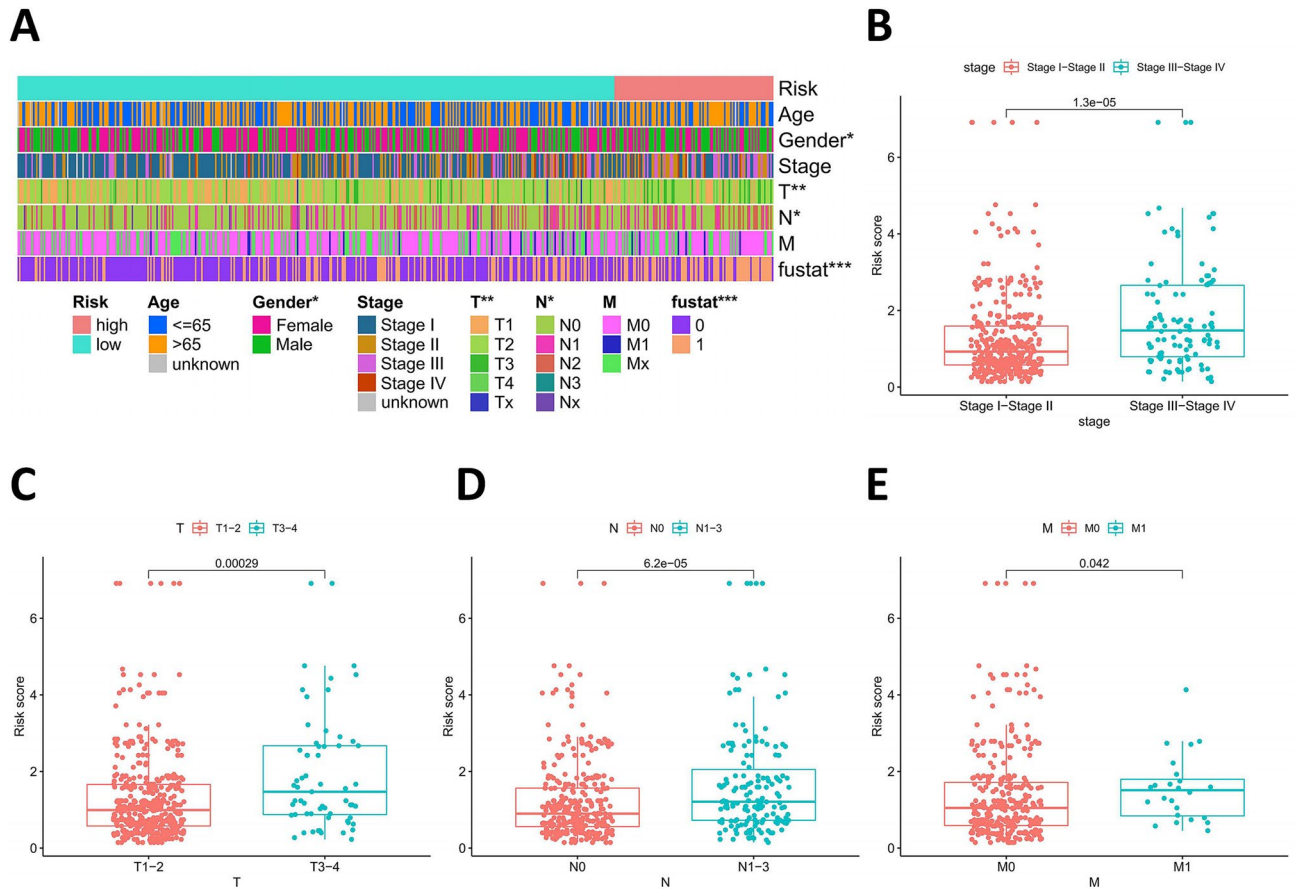 A
Risk
Age
Gender*
Stage
T**
N*
M
fustat***
Risk Age Gender* Stage T** N* M fustat***
high <=65 Female Stage I T1 N0 M0 0
low >65 Male Stage II T2 N1 M1 1
unknown Stage III T3 N2 Mx
Stage IV T4 N3
unknown Tx Nx
B
stage Stage I−Stage II Stage III−Stage IV
1.3e−05
6
4
2
0
Risk score
Stage I−Stage II Stage III−Stage IV
stage
C
T T1−2 T3−4
0.00029
6
4
2
0
Risk score
T1−2 T3−4
T
D
N N0 N1−3
6.2e−05
6
4
2
0
Risk score
N0 N1−3
N
E
M M0 M1
0.042
6
4
2
0
Risk score
M0 M1
M